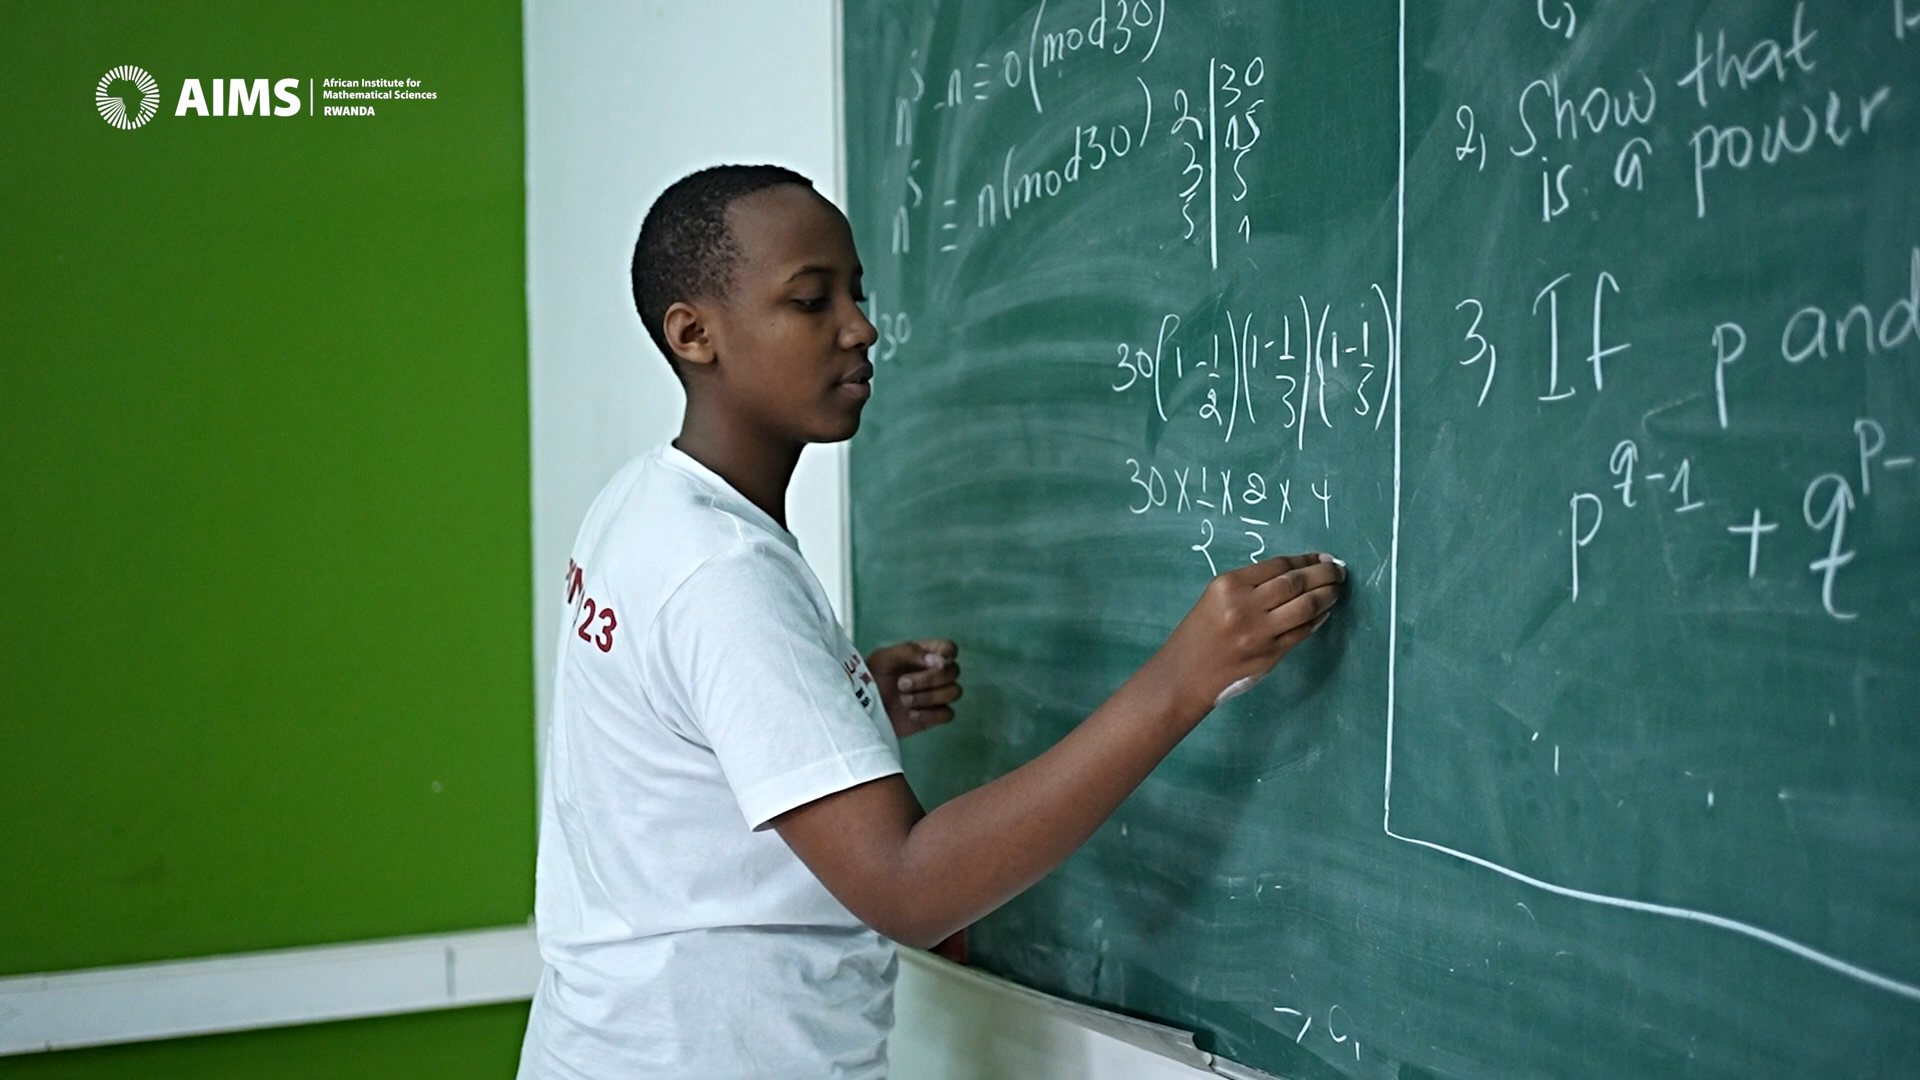 AIMS
African Institute for
Mathematical Sciences
RWANDA
n⁵ - n ≡ 0 (mod 30)
n⁵ ≡ n (mod 30)
2 | 30
3 | 15
5 | 5
1
30
30(1 - 1/2)(1 - 1/3)(1 - 1/5)
30 × 1/2 × 2/3 × 4
2, Show that
is a power
3, If p and
p^(q-1) + q^(p-
→ C,
23